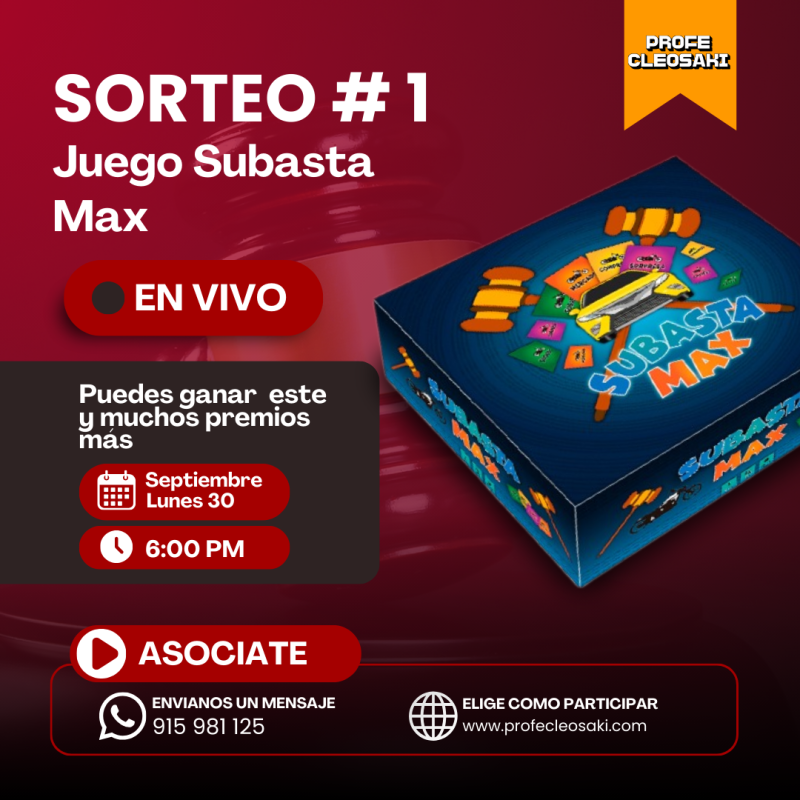 PROFE
CLEOSAKI
SORTEO # 1
Juego Subasta
Max
EN VIVO
SUBASTA
MAX
SUBASTA
MAX
SUBASTA
MAX
Puedes ganar este
y muchos premios
más
Septiembre
Lunes 30
6:00 PM
ASOCIATE
ENVIANOS UN MENSAJE
915 981 125
ELIGE COMO PARTICIPAR
www.profecleosaki.com